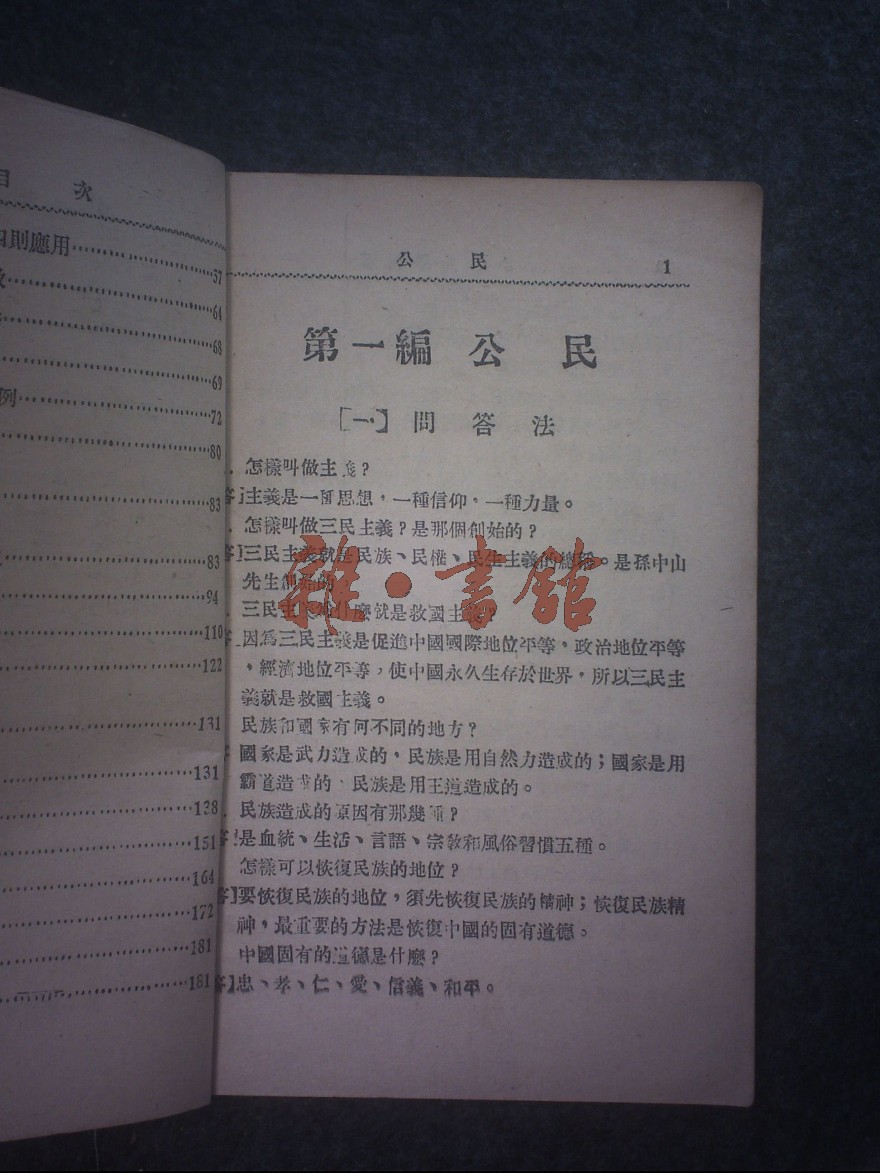 目 次
四則應用 57
64
68
69
例 72
80
83
83
94
110
122
131
131
138
151
164
172
181
181
公 民 1
第一編 公 民
[一] 問 答 法
怎樣叫做主義?
答]主義是一種思想,一種信仰,一種力量。
怎樣叫做三民主義?是那個創始的?
答]三民主義就是民族、民權、民生主義的總稱。是孫中山
先生創始的
三民主義為什麼就是救國主義?
答]因為三民主義是促進中國國際地位平等,政治地位平等
,經濟地位平等,使中國永久生存於世界,所以三民主
義就是救國主義。
民族和國家有何不同的地方?
國家是武力造成的,民族是用自然力造成的;國家是用
霸道造成的、民族是用王道造成的。
民族造成的原因有那幾種?
是血統、生活、言語、宗教和風俗習慣五種。
怎樣可以恢復民族的地位?
答]要恢復民族的地位,須先恢復民族的精神;恢復民族精
神,最重要的方法是恢復中國的固有道德。
中國固有的道德是什麼?
答]忠、孝、仁、愛、信義、和平。
雜·書館